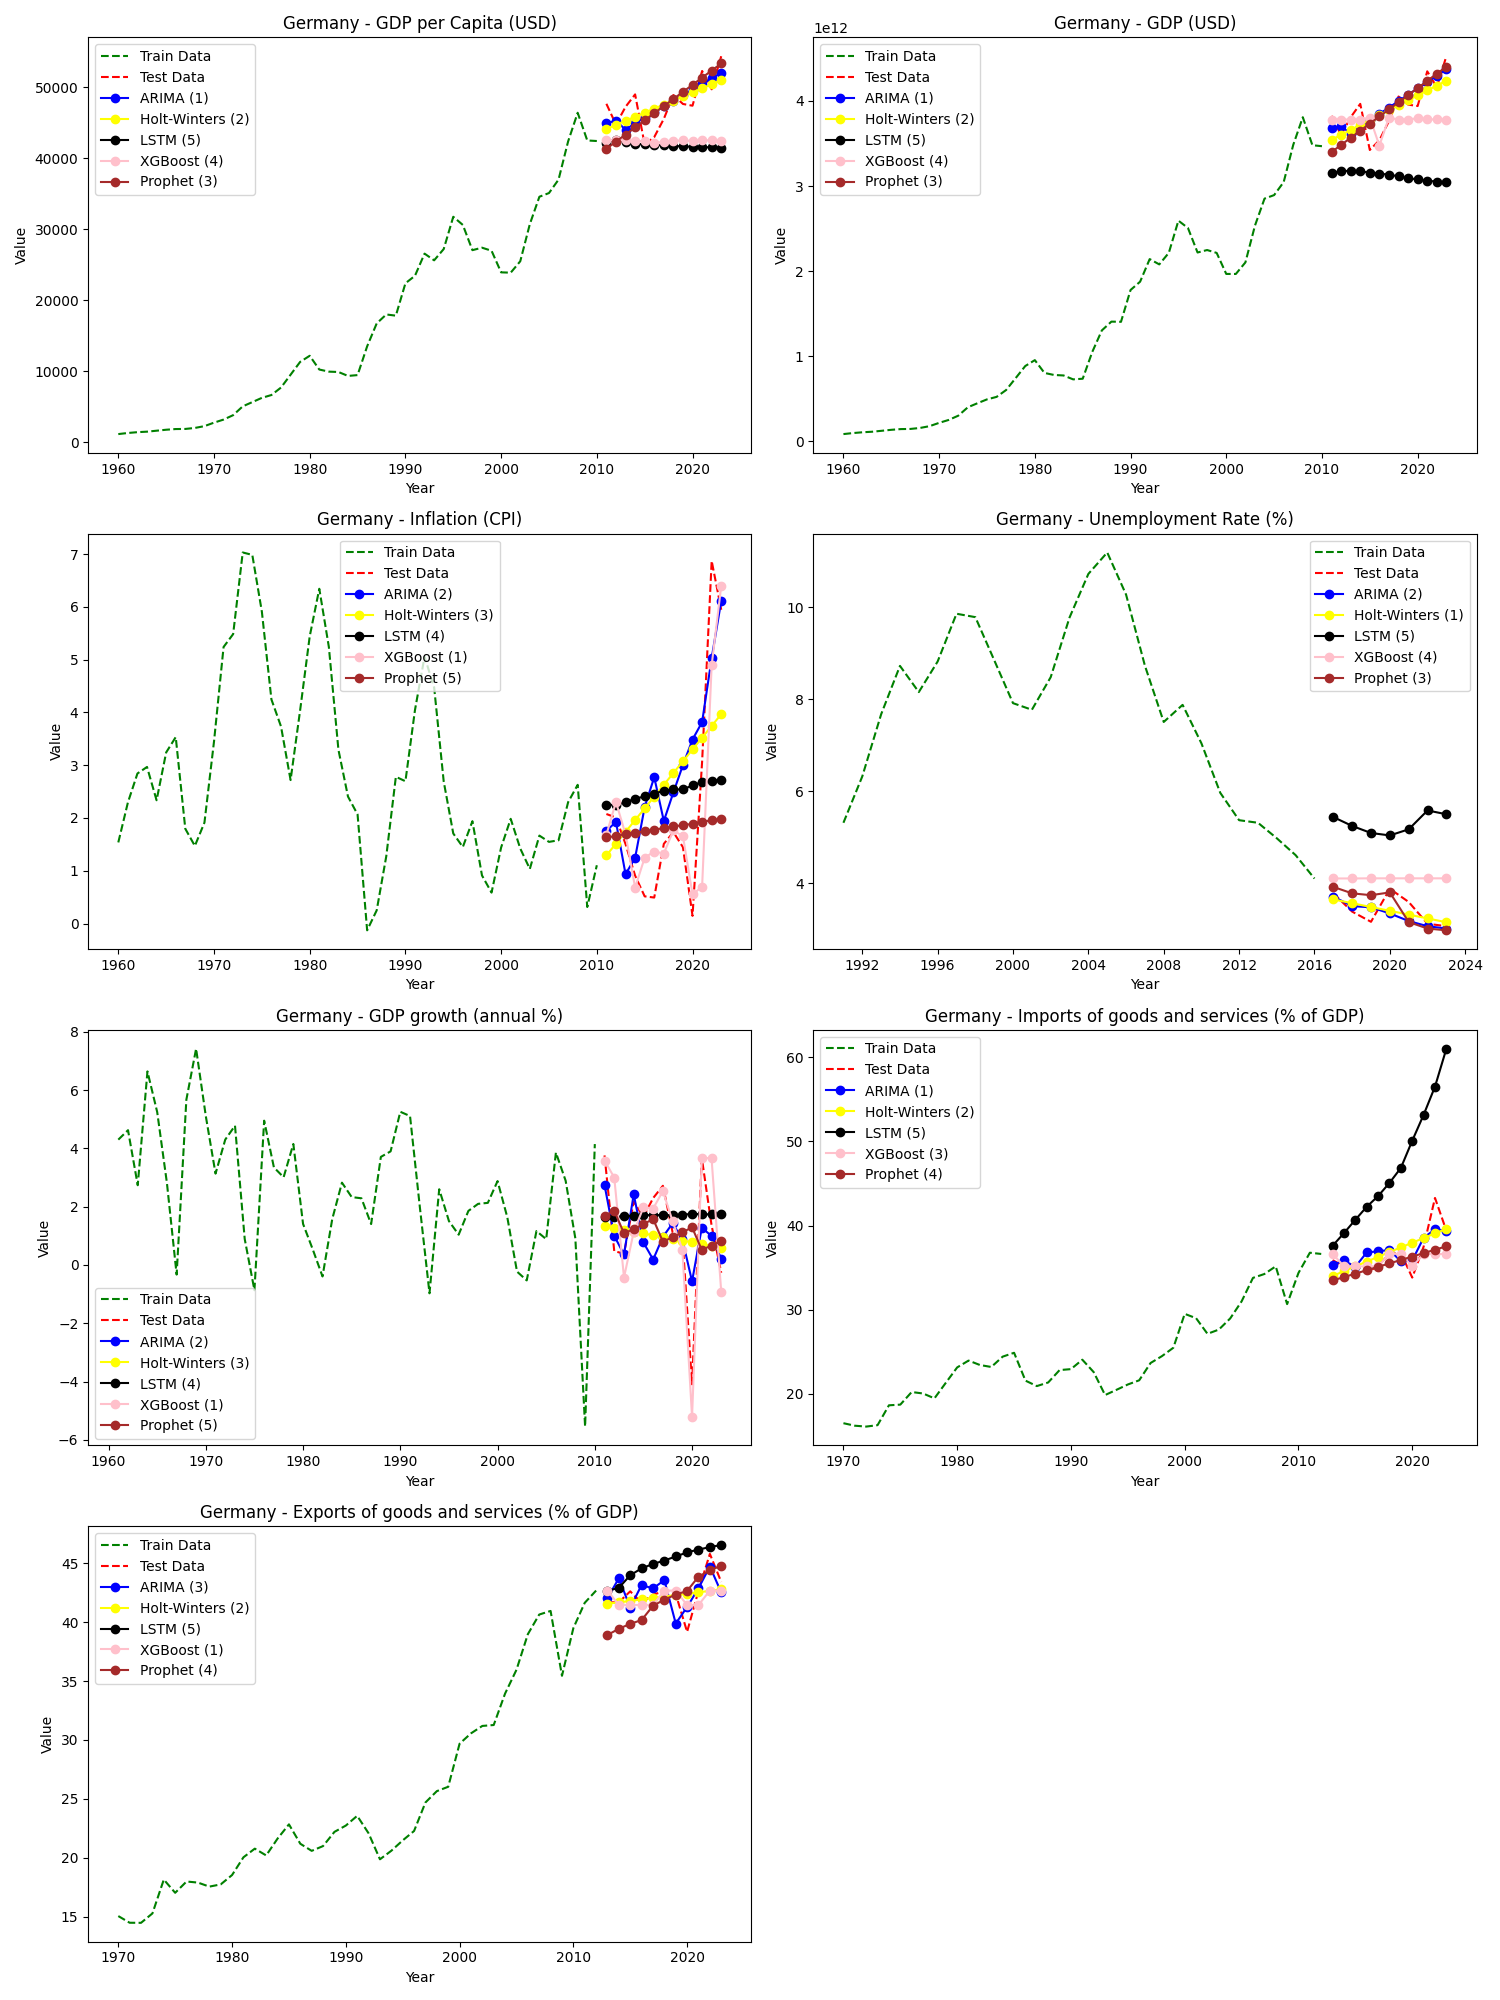 Germany - GDP per Capita (USD)
Train Data
Test Data
ARIMA (1)
Holt-Winters (2)
LSTM (5)
XGBoost (4)
Prophet (3)
50000
40000
30000
20000
10000
0
Value
1960 1970 1980 1990 2000 2010 2020
Year
Germany - GDP (USD)
1e12
Train Data
Test Data
ARIMA (1)
Holt-Winters (2)
LSTM (5)
XGBoost (4)
Prophet (3)
4
3
2
1
0
Value
1960 1970 1980 1990 2000 2010 2020
Year
Germany - Inflation (CPI)
Train Data
Test Data
ARIMA (2)
Holt-Winters (3)
LSTM (4)
XGBoost (1)
Prophet (5)
7
6
5
4
3
2
1
0
Value
1960 1970 1980 1990 2000 2010 2020
Year
Germany - Unemployment Rate (%)
Train Data
Test Data
ARIMA (2)
Holt-Winters (1)
LSTM (5)
XGBoost (4)
Prophet (3)
10
8
6
4
Value
1992 1996 2000 2004 2008 2012 2016 2020 2024
Year
Germany - GDP growth (annual %)
8
6
4
2
0
−2
−4
−6
Value
Train Data
Test Data
ARIMA (2)
Holt-Winters (3)
LSTM (4)
XGBoost (1)
Prophet (5)
1960 1970 1980 1990 2000 2010 2020
Year
Germany - Imports of goods and services (% of GDP)
Train Data
Test Data
ARIMA (1)
Holt-Winters (2)
LSTM (5)
XGBoost (3)
Prophet (4)
60
50
40
30
20
Value
1970 1980 1990 2000 2010 2020
Year
Germany - Exports of goods and services (% of GDP)
Train Data
Test Data
ARIMA (3)
Holt-Winters (2)
LSTM (5)
XGBoost (1)
Prophet (4)
45
40
35
30
25
20
15
Value
1970 1980 1990 2000 2010 2020
Year